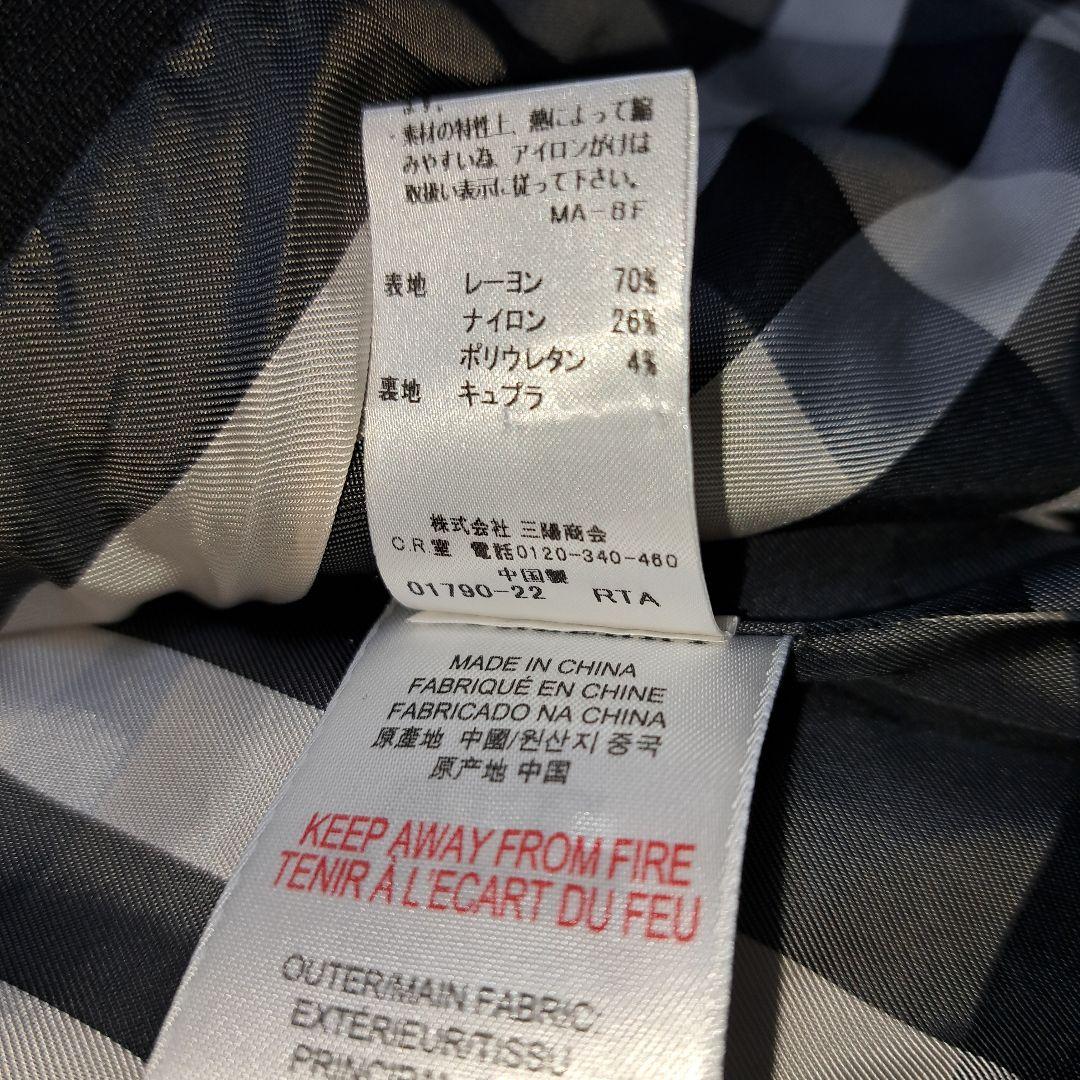 ます。
・素材の特性上、熱によって縮
みやすい為、アイロンがけは
取扱い表示に従って下さい。
MA-8F
表地 レーヨン 70%
ナイロン 26%
ポリウレタン 4%
裏地 キュプラ
株式会社 三陽商会
CR室 電話0120-340-460
中国製
01790-22 RTA
MADE IN CHINA
FABRIQUÉ EN CHINE
FABRICADO NA CHINA
原產地 中國/원산지 중국
原产地 中国
KEEP AWAY FROM FIRE
TENIR À L'ECART DU FEU
OUTER/MAIN FABRIC:
EXTÉRIEUR/TISSU